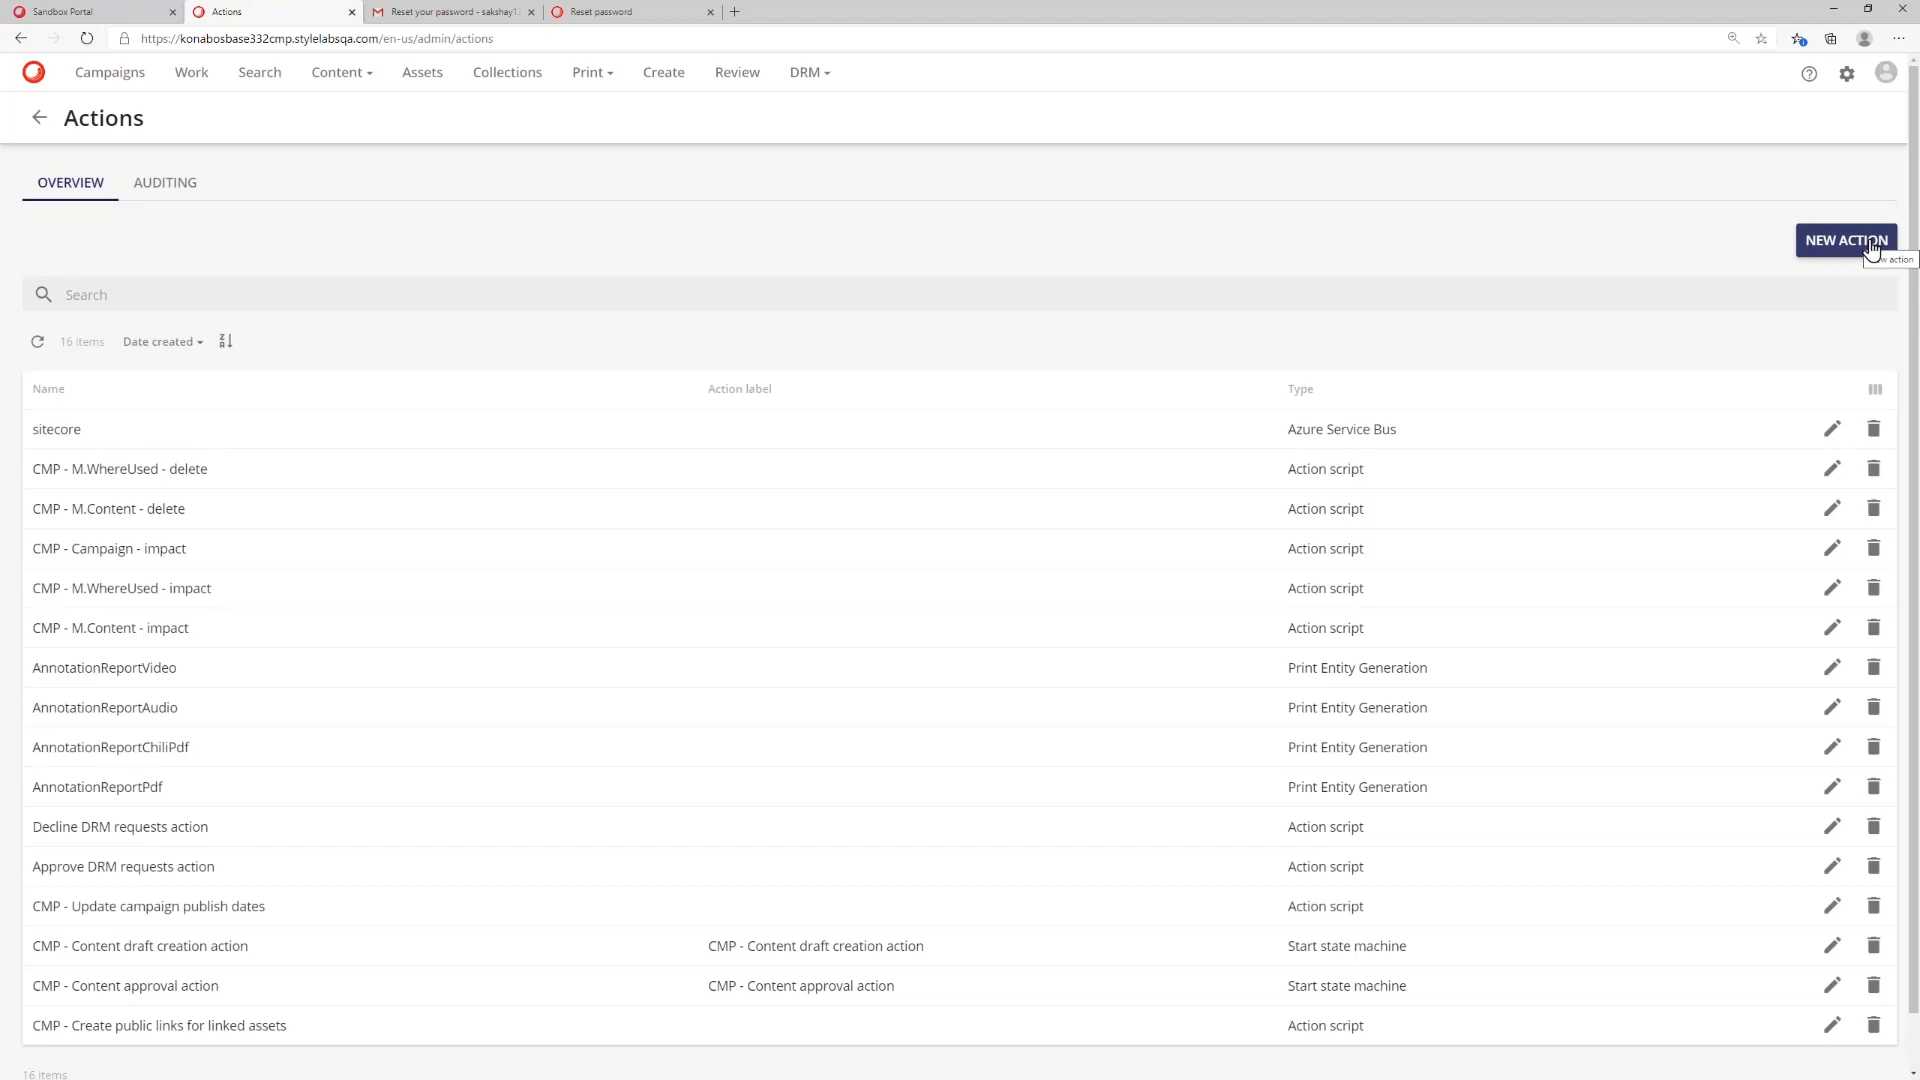 Sandbox Portal
Actions
Reset your password - sakshay1
Reset password
https://konabosbase332cmp.stylelabsqa.com/en-us/admin/actions
Campaigns Work Search Content Assets Collections Print Create Review DRM
Actions
OVERVIEW AUDITING
NEW ACTION
action
Search
16 items Date created
Name Action label Type
sitecore Azure Service Bus
CMP - M.WhereUsed - delete Action script
CMP - M.Content - delete Action script
CMP - Campaign - impact Action script
CMP - M.WhereUsed - impact Action script
CMP - M.Content - impact Action script
AnnotationReportVideo Print Entity Generation
AnnotationReportAudio Print Entity Generation
AnnotationReportChiliPdf Print Entity Generation
AnnotationReportPdf Print Entity Generation
Decline DRM requests action Action script
Approve DRM requests action Action script
CMP - Update campaign publish dates Action script
CMP - Content draft creation action CMP - Content draft creation action Start state machine
CMP - Content approval action CMP - Content approval action Start state machine
CMP - Create public links for linked assets Action script
16 items